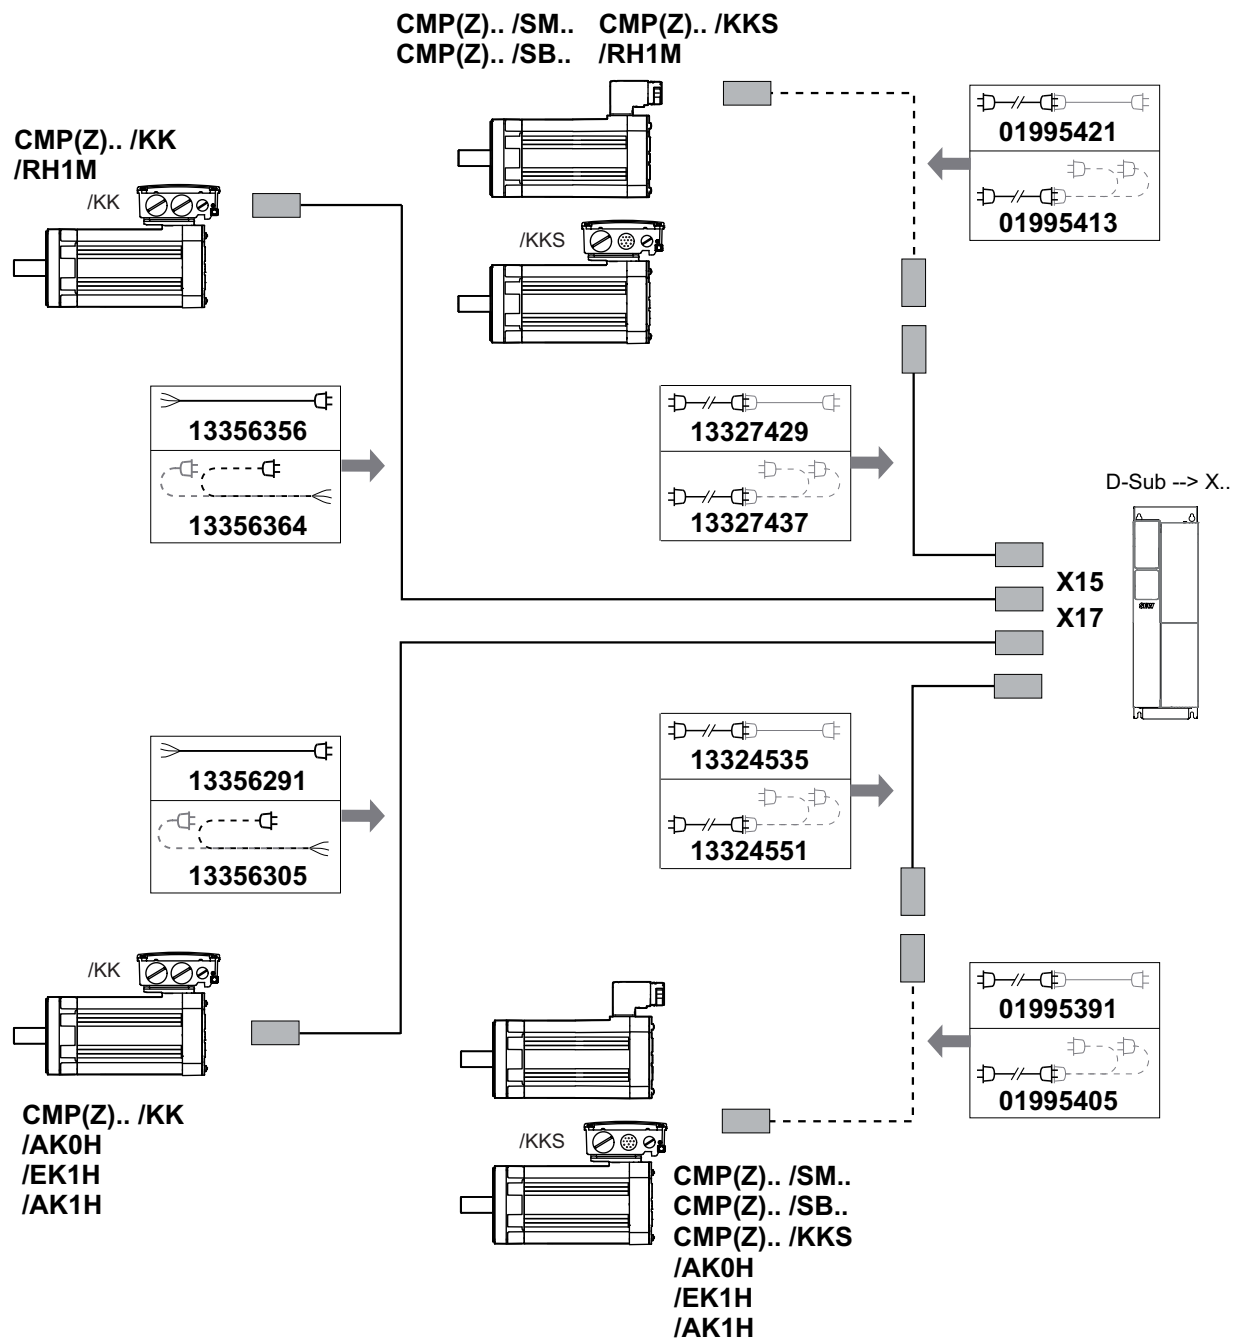 CMP(Z).. /SM.. CMP(Z).. /KKS
CMP(Z).. /SB.. /RH1M
CMP(Z).. /KK
/RH1M
/KK
/KKS
01995421
01995413
13356356
13356364
13327429
13327437
D-Sub --> X..
X15
X17
13356291
13356305
13324535
13324551
/KK
CMP(Z).. /KK
/AK0H
/EK1H
/AK1H
/KKS
01995391
01995405
CMP(Z).. /SM..
CMP(Z).. /SB..
CMP(Z).. /KKS
/AK0H
/EK1H
/AK1H